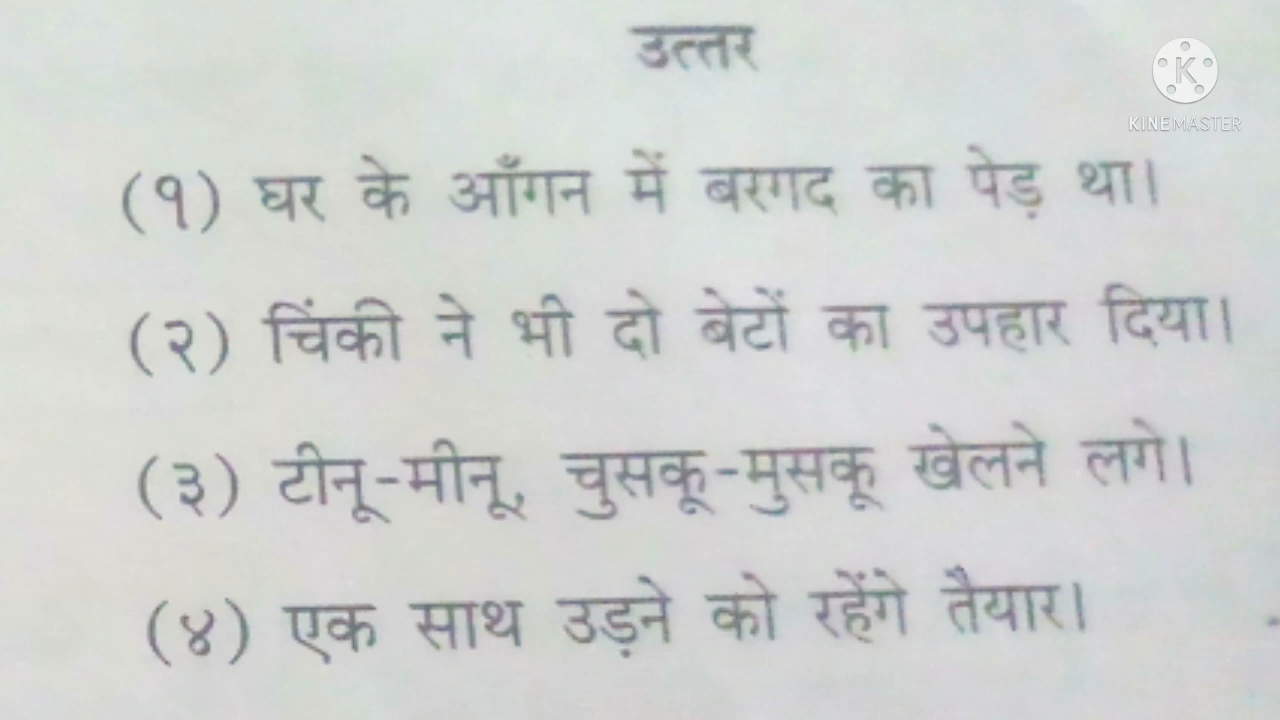 उत्तर
K
KINEMASTER
(१) घर के आँगन में बरगद का पेड़ था।
(२) चिंकी ने भी दो बेटों का उपहार दिया।
(३) टीनू-मीनू, चुसकू-मुसकू खेलने लगे।
(४) एक साथ उड़ने को रहेंगे तैयार।